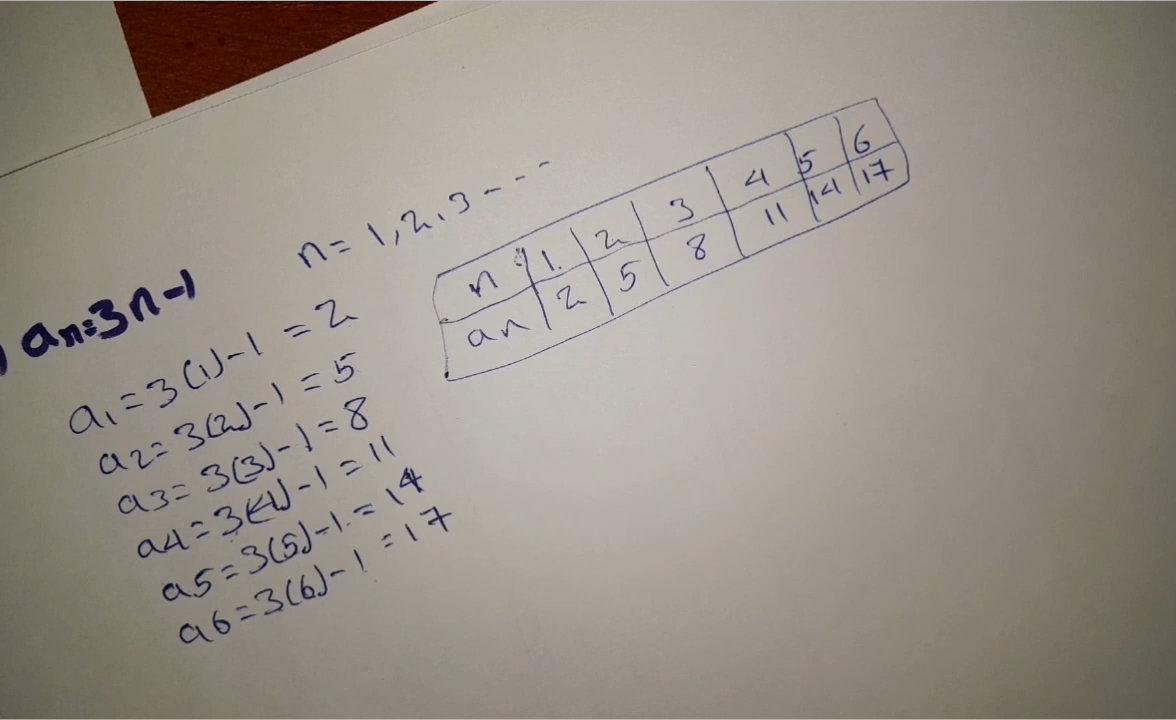 n = 1, 2, 3 - - -
n 1. 2 3 4 5 6
an 2 5 8 11 14 17
an=3n-1
a1=3(1)-1 = 2
a2=3(2)-1 = 5
a3=3(3)-1=8
a4=3(4)-1 = 11
a5=3(5)-1.=14
a6=3(6)-1 =17